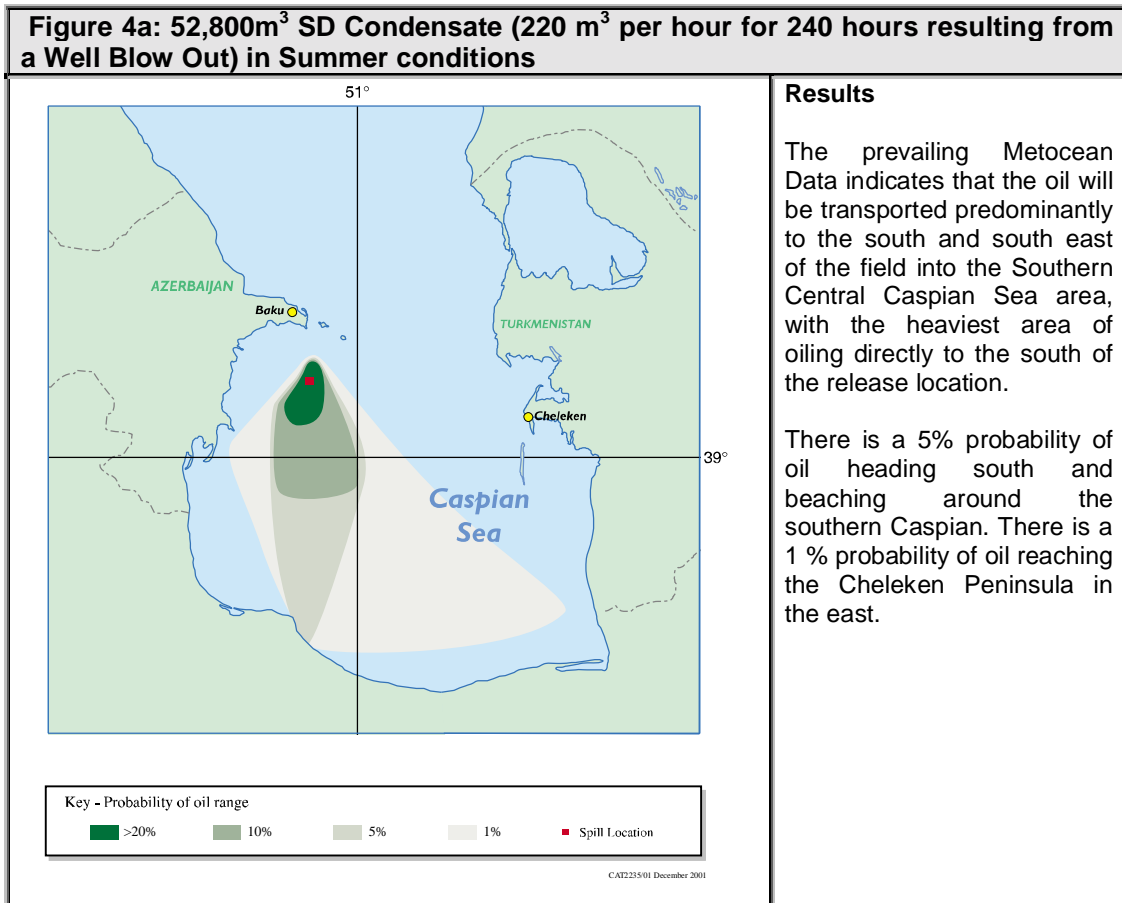 Figure 4a: 52,800m³ SD Condensate (220 m³ per hour for 240 hours resulting from
a Well Blow Out) in Summer conditions
51°
AZERBAIJAN
Baku
TURKMENISTAN
Cheleken
39°
Caspian
Sea
Key - Probability of oil range
>20% 10% 5% 1% Spill Location
CAT2235/01 December 2001
Results
The prevailing Metocean
Data indicates that the oil will
be transported predominantly
to the south and south east
of the field into the Southern
Central Caspian Sea area,
with the heaviest area of
oiling directly to the south of
the release location.
There is a 5% probability of
oil heading south and
beaching around the
southern Caspian. There is a
1 % probability of oil reaching
the Cheleken Peninsula in
the east.